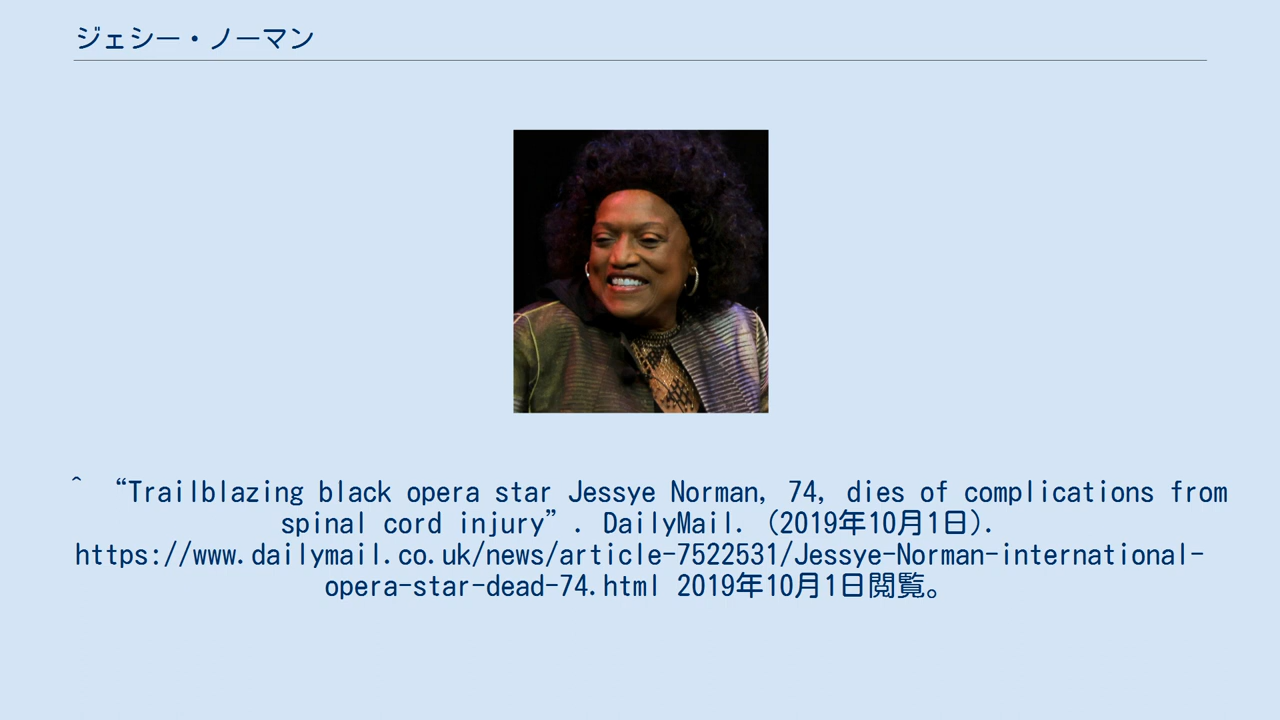 ジェシー・ノーマン
^ “Trailblazing black opera star Jessye Norman, 74, dies of complications from
spinal cord injury”. DailyMail. (2019年10月1日).
https://www.dailymail.co.uk/news/article-7522531/Jessye-Norman-international-
opera-star-dead-74.html 2019年10月1日閲覧。